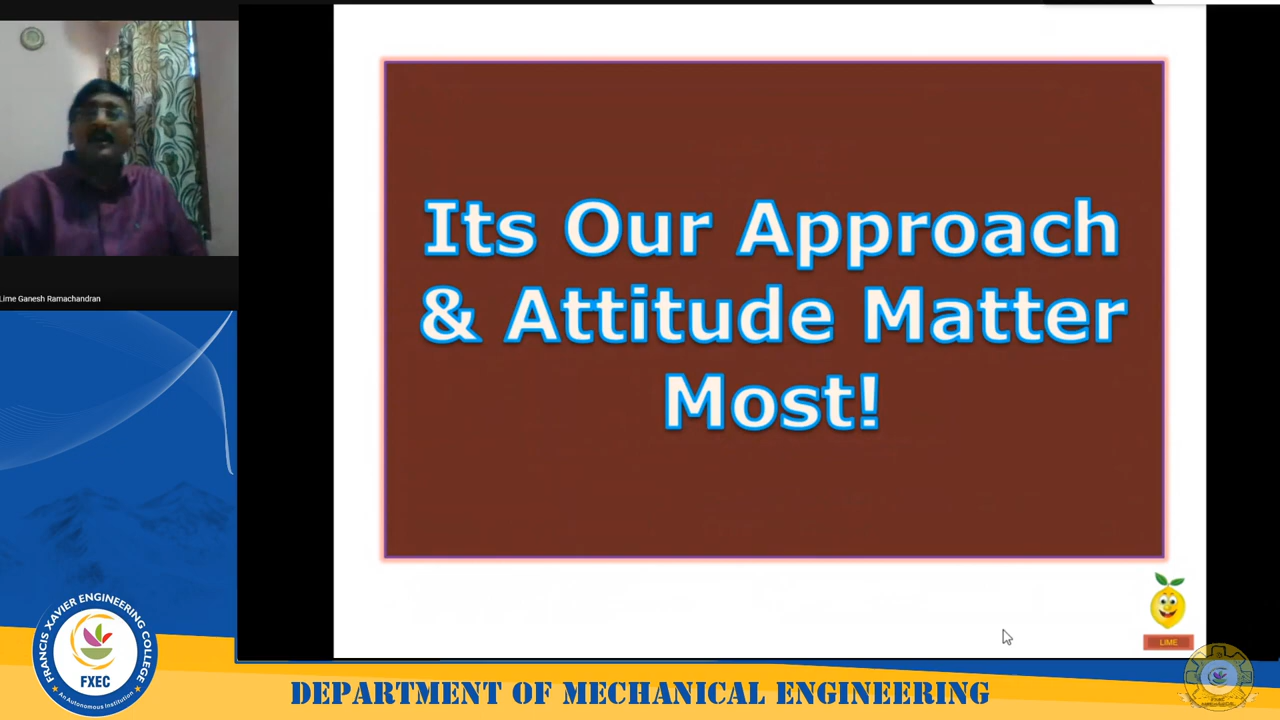 Lime Ganesh Ramachandran
Its Our Approach
& Attitude Matter
Most!
LIME
FRANCIS XAVIER ENGINEERING COLLEGE
FXEC
An Autonomous Institution
DEPARTMENT OF MECHANICAL ENGINEERING